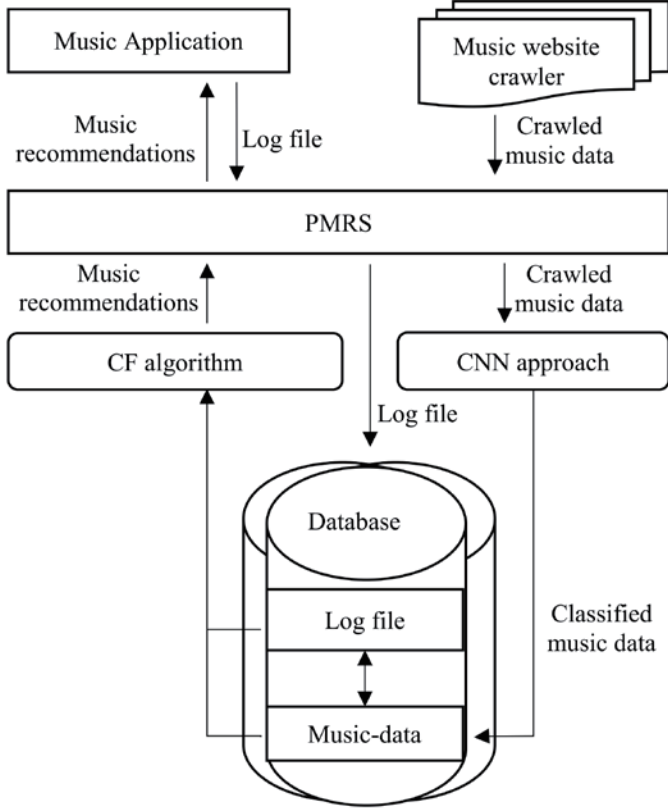 Music Application
Music website
crawler
Music
recommendations
Log file
Crawled
music data
PMRS
Music
recommendations
Crawled
music data
CF algorithm
CNN approach
Log file
Database
Log file
Classified
music data
Music-data